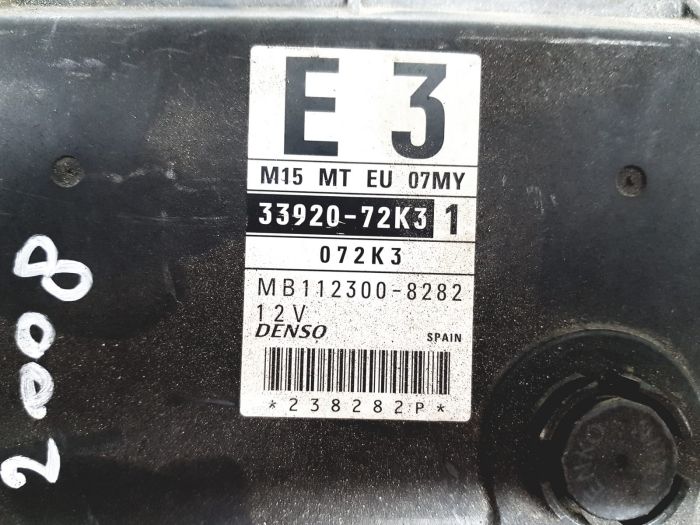 E 3
M15 MT EU 07MY
33920-72K3 1
072K3
MB112300-8282
12V
DENSO SPAIN
*238282P*
2008